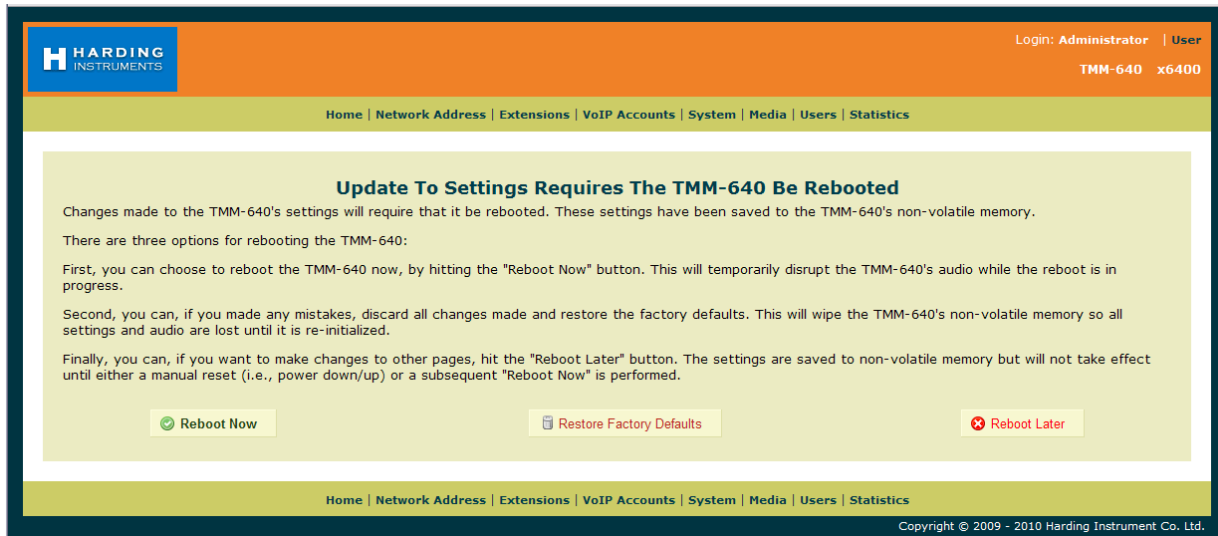 HARDING
INSTRUMENTS
Login: Administrator | User
TMM-640 x6400
Home | Network Address | Extensions | VoIP Accounts | System | Media | Users | Statistics
Update To Settings Requires The TMM-640 Be Rebooted
Changes made to the TMM-640's settings will require that it be rebooted. These settings have been saved to the TMM-640's non-volatile memory.
There are three options for rebooting the TMM-640:
First, you can choose to reboot the TMM-640 now, by hitting the "Reboot Now" button. This will temporarily disrupt the TMM-640's audio while the reboot is in
progress.
Second, you can, if you made any mistakes, discard all changes made and restore the factory defaults. This will wipe the TMM-640's non-volatile memory so all
settings and audio are lost until it is re-initialized.
Finally, you can, if you want to make changes to other pages, hit the "Reboot Later" button. The settings are saved to non-volatile memory but will not take effect
until either a manual reset (i.e., power down/up) or a subsequent "Reboot Now" is performed.
Reboot Now
Restore Factory Defaults
Reboot Later
Home | Network Address | Extensions | VoIP Accounts | System | Media | Users | Statistics
Copyright © 2009 - 2010 Harding Instrument Co. Ltd.